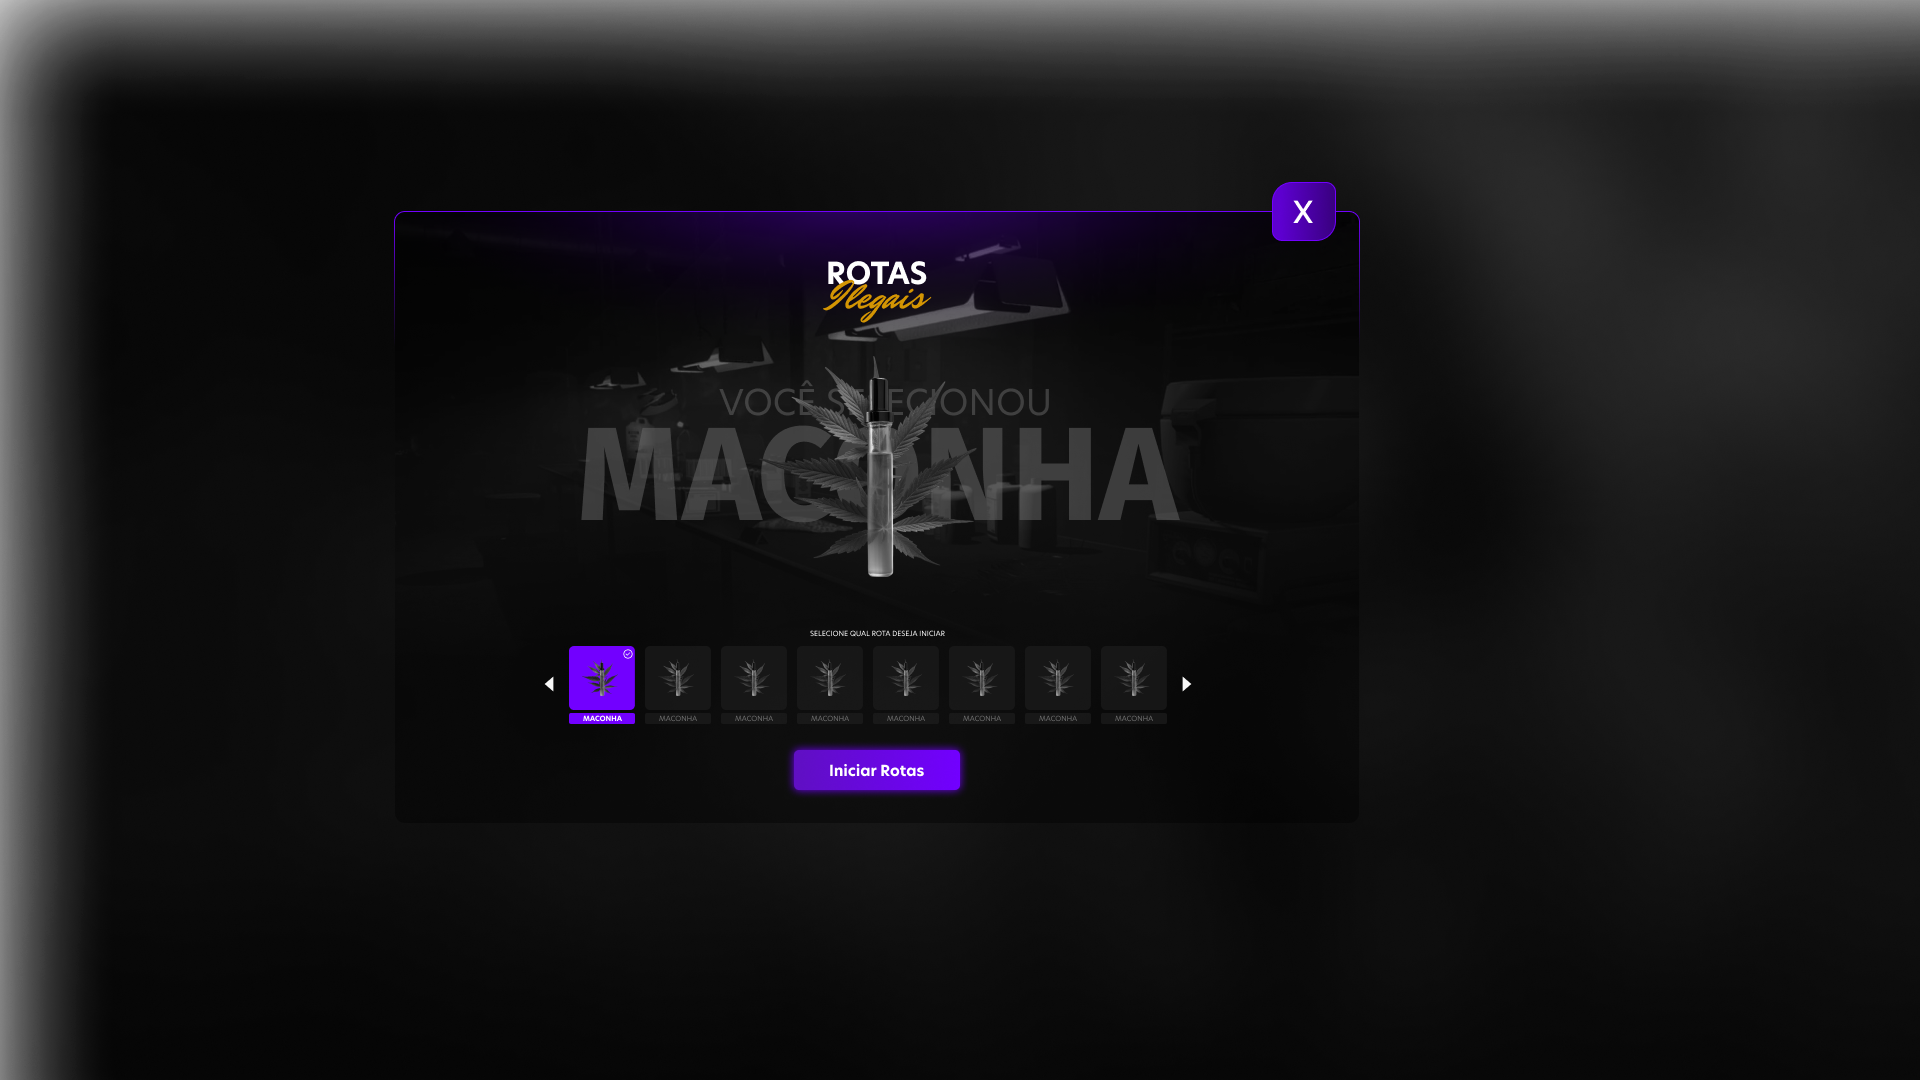 X
ROTAS
Ilegais
VOCÊ SELECIONOU
MACONHA
SELECIONE QUAL ROTA DESEJA INICIAR
MACONHA MACONHA MACONHA MACONHA MACONHA MACONHA MACONHA MACONHA
Iniciar Rotas